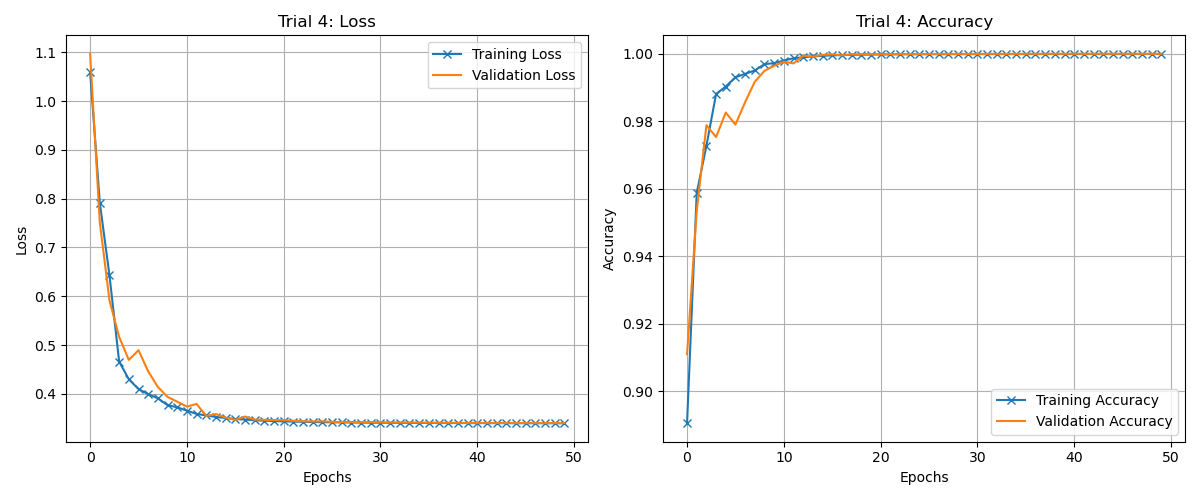 Trial 4: Loss
1.1
1.0
0.9
0.8
0.7
0.6
0.5
0.4
Loss
0 10 20 30 40 50
Epochs
Training Loss
Validation Loss
Trial 4: Accuracy
1.00
0.98
0.96
0.94
0.92
0.90
Accuracy
0 10 20 30 40 50
Epochs
Training Accuracy
Validation Accuracy